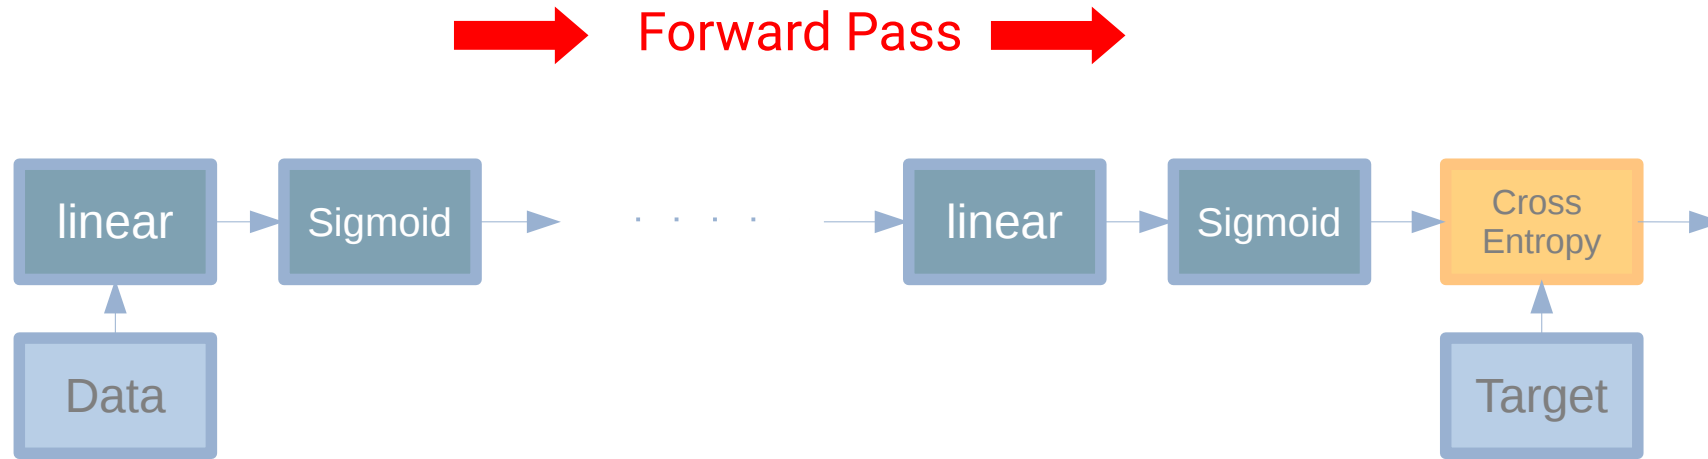 Forward Pass
linear
Sigmoid
. . . .
linear
Sigmoid
Cross
Entropy
Data
Target